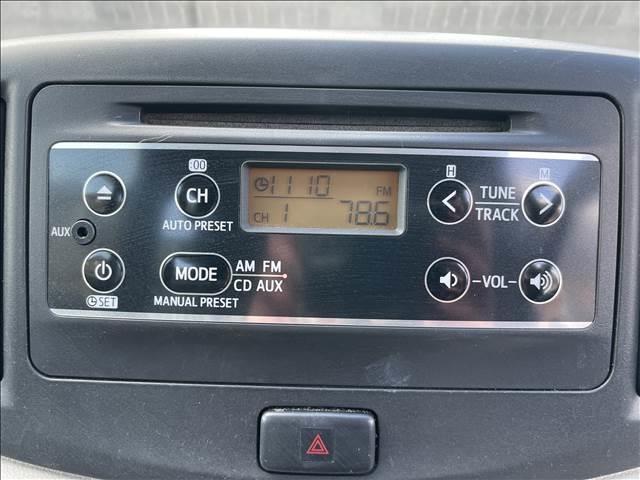 :00
CH
AUTO PRESET
11 10
FM
CH 1 78.6
H
M
TUNE
TRACK
AUX
SET
MODE
AM FM
CD AUX
MANUAL PRESET
-VOL-